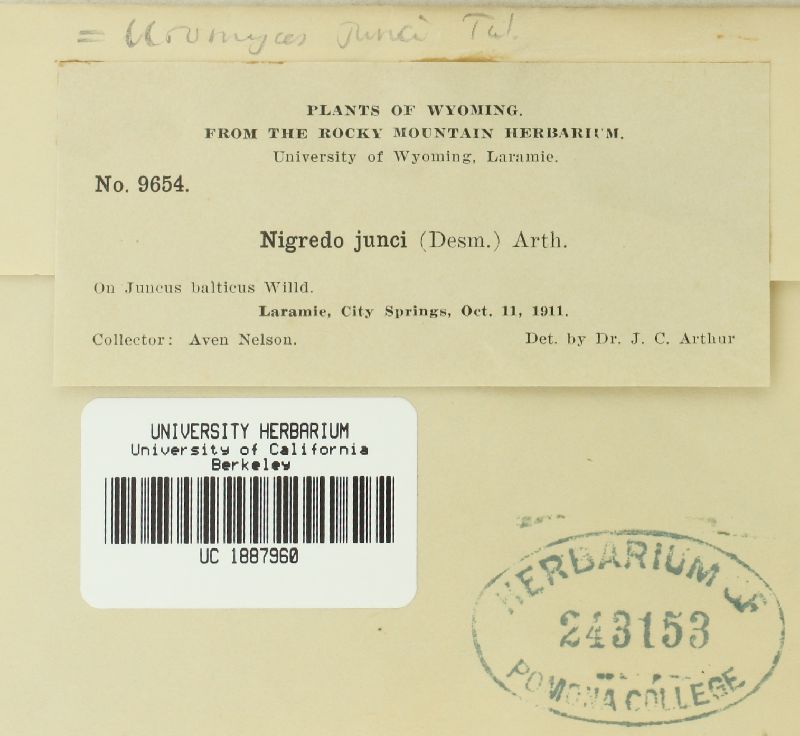 = Uromyces junci Tul.
PLANTS OF WYOMING.
FROM THE ROCKY MOUNTAIN HERBARIUM.
University of Wyoming, Laramie.
No. 9654.
Nigredo junci (Desm.) Arth.
On Juncus balticus Willd.
Laramie, City Springs, Oct. 11, 1911.
Collector: Aven Nelson. Det. by Dr. J. C. Arthur
UNIVERSITY HERBARIUM
University of California
Berkeley
UC 1887960
HERBARIUM OF
243153
POMONA COLLEGE